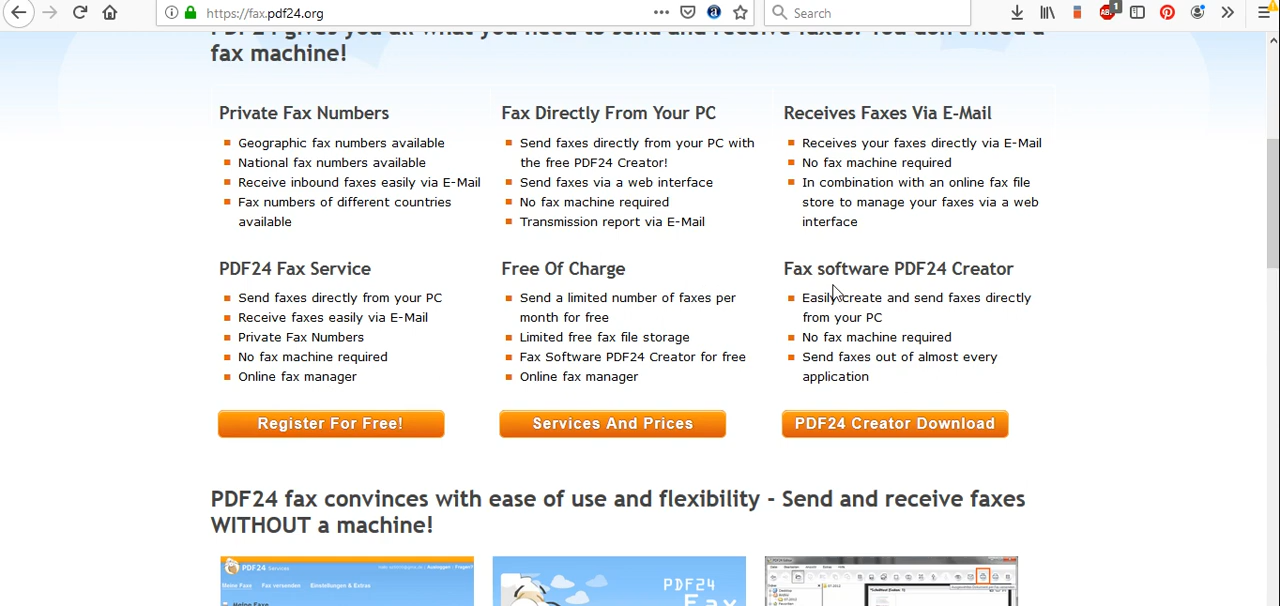 https://fax.pdf24.org
Search
1
PDF24 gives you all what you need to send and receive faxes. You don't need a
fax machine!
Private Fax Numbers
Geographic fax numbers available
National fax numbers available
Receive inbound faxes easily via E-Mail
Fax numbers of different countries
available
Fax Directly From Your PC
Send faxes directly from your PC with
the free PDF24 Creator!
Send faxes via a web interface
No fax machine required
Transmission report via E-Mail
Receives Faxes Via E-Mail
Receives your faxes directly via E-Mail
No fax machine required
In combination with an online fax file
store to manage your faxes via a web
interface
PDF24 Fax Service
Send faxes directly from your PC
Receive faxes easily via E-Mail
Private Fax Numbers
No fax machine required
Online fax manager
Free Of Charge
Send a limited number of faxes per
month for free
Limited free fax file storage
Fax Software PDF24 Creator for free
Online fax manager
Fax software PDF24 Creator
Easily create and send faxes directly
from your PC
No fax machine required
Send faxes out of almost every
application
Register For Free!
Services And Prices
PDF24 Creator Download
PDF24 fax convinces with ease of use and flexibility - Send and receive faxes
WITHOUT a machine!
PDF24 Services
Meine Faxe Fax versenden Einstellungen & Extras
Meine Faxe
PDF24
Fax